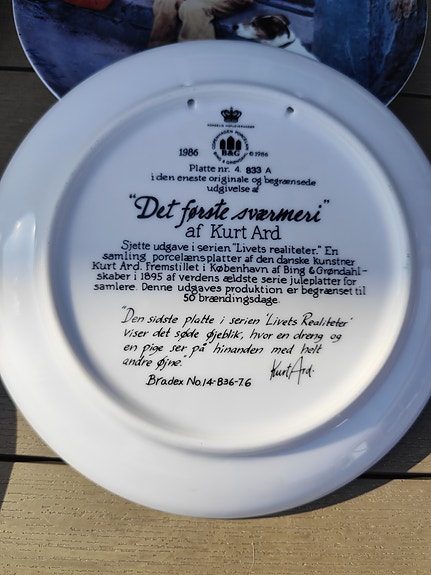 1986
COPENHAGEN PORCELAIN
B&G
BING & GRØNDAHL
© 1986
Platte nr. 4. 833 A
i den eneste originale og begrænsede
udgivelse af
"Det første sværmeri"
af Kurt Ard
Sjette udgave i serien "Livets realiteter." En
samling porcelænsplatter af den danske kunstner
Kurt Ard. Fremstillet i København af Bing & Grøndahl-
skaber i 1895 af verdens ældste serie juleplatter for
samlere. Denne udgaves produktion er begrænset til
50 brændingsdage.
"Den sidste platte i serien 'Livets Realiteter'
viser det søde øjeblik, hvor en dreng og
en pige ser på hinanden med helt
andre øjne."
Kurt Ard.
Bradex No. 14-B36-7.6